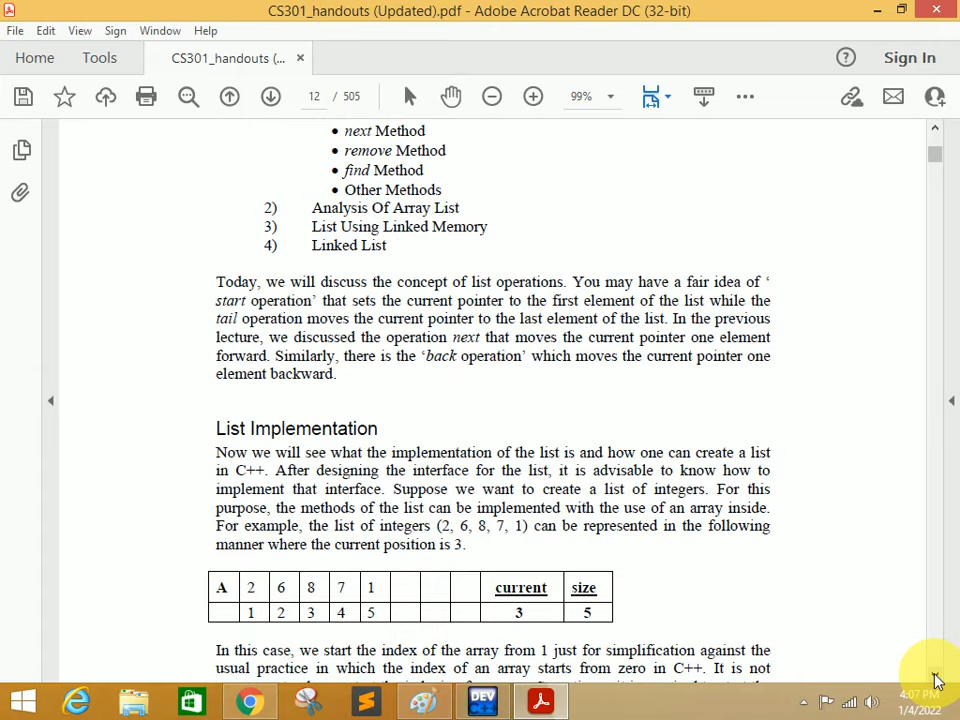 CS301_handouts (Updated).pdf - Adobe Acrobat Reader DC (32-bit)
File Edit View Sign Window Help
Home Tools CS301_handouts (... × Sign In
12 / 505 99%
• next Method
• remove Method
• find Method
• Other Methods
2) Analysis Of Array List
3) List Using Linked Memory
4) Linked List
Today, we will discuss the concept of list operations. You may have a fair idea of ‘
start operation’ that sets the current pointer to the first element of the list while the
tail operation moves the current pointer to the last element of the list. In the previous
lecture, we discussed the operation next that moves the current pointer one element
forward. Similarly, there is the ‘back operation’ which moves the current pointer one
element backward.
List Implementation
Now we will see what the implementation of the list is and how one can create a list
in C++. After designing the interface for the list, it is advisable to know how to
implement that interface. Suppose we want to create a list of integers. For this
purpose, the methods of the list can be implemented with the use of an array inside.
For example, the list of integers (2, 6, 8, 7, 1) can be represented in the following
manner where the current position is 3.
A 2 6 8 7 1 current size
1 2 3 4 5 3 5
In this case, we start the index of the array from 1 just for simplification against the
usual practice in which the index of an array starts from zero in C++. It is not
DEV
4:07 PM
1/4/2022